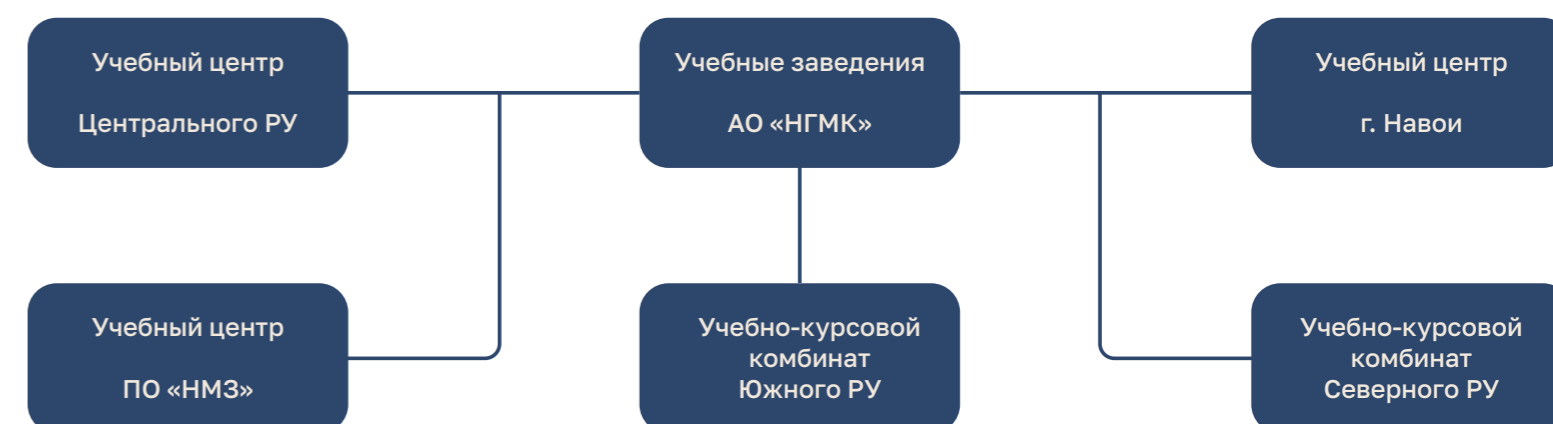 Учебный центр
Центрального РУ
Учебные заведения
АО «НГМК»
Учебный центр
г. Навои
Учебный центр
ПО «НМЗ»
Учебно-курсовой
комбинат
Южного РУ
Учебно-курсовой
комбинат
Северного РУ